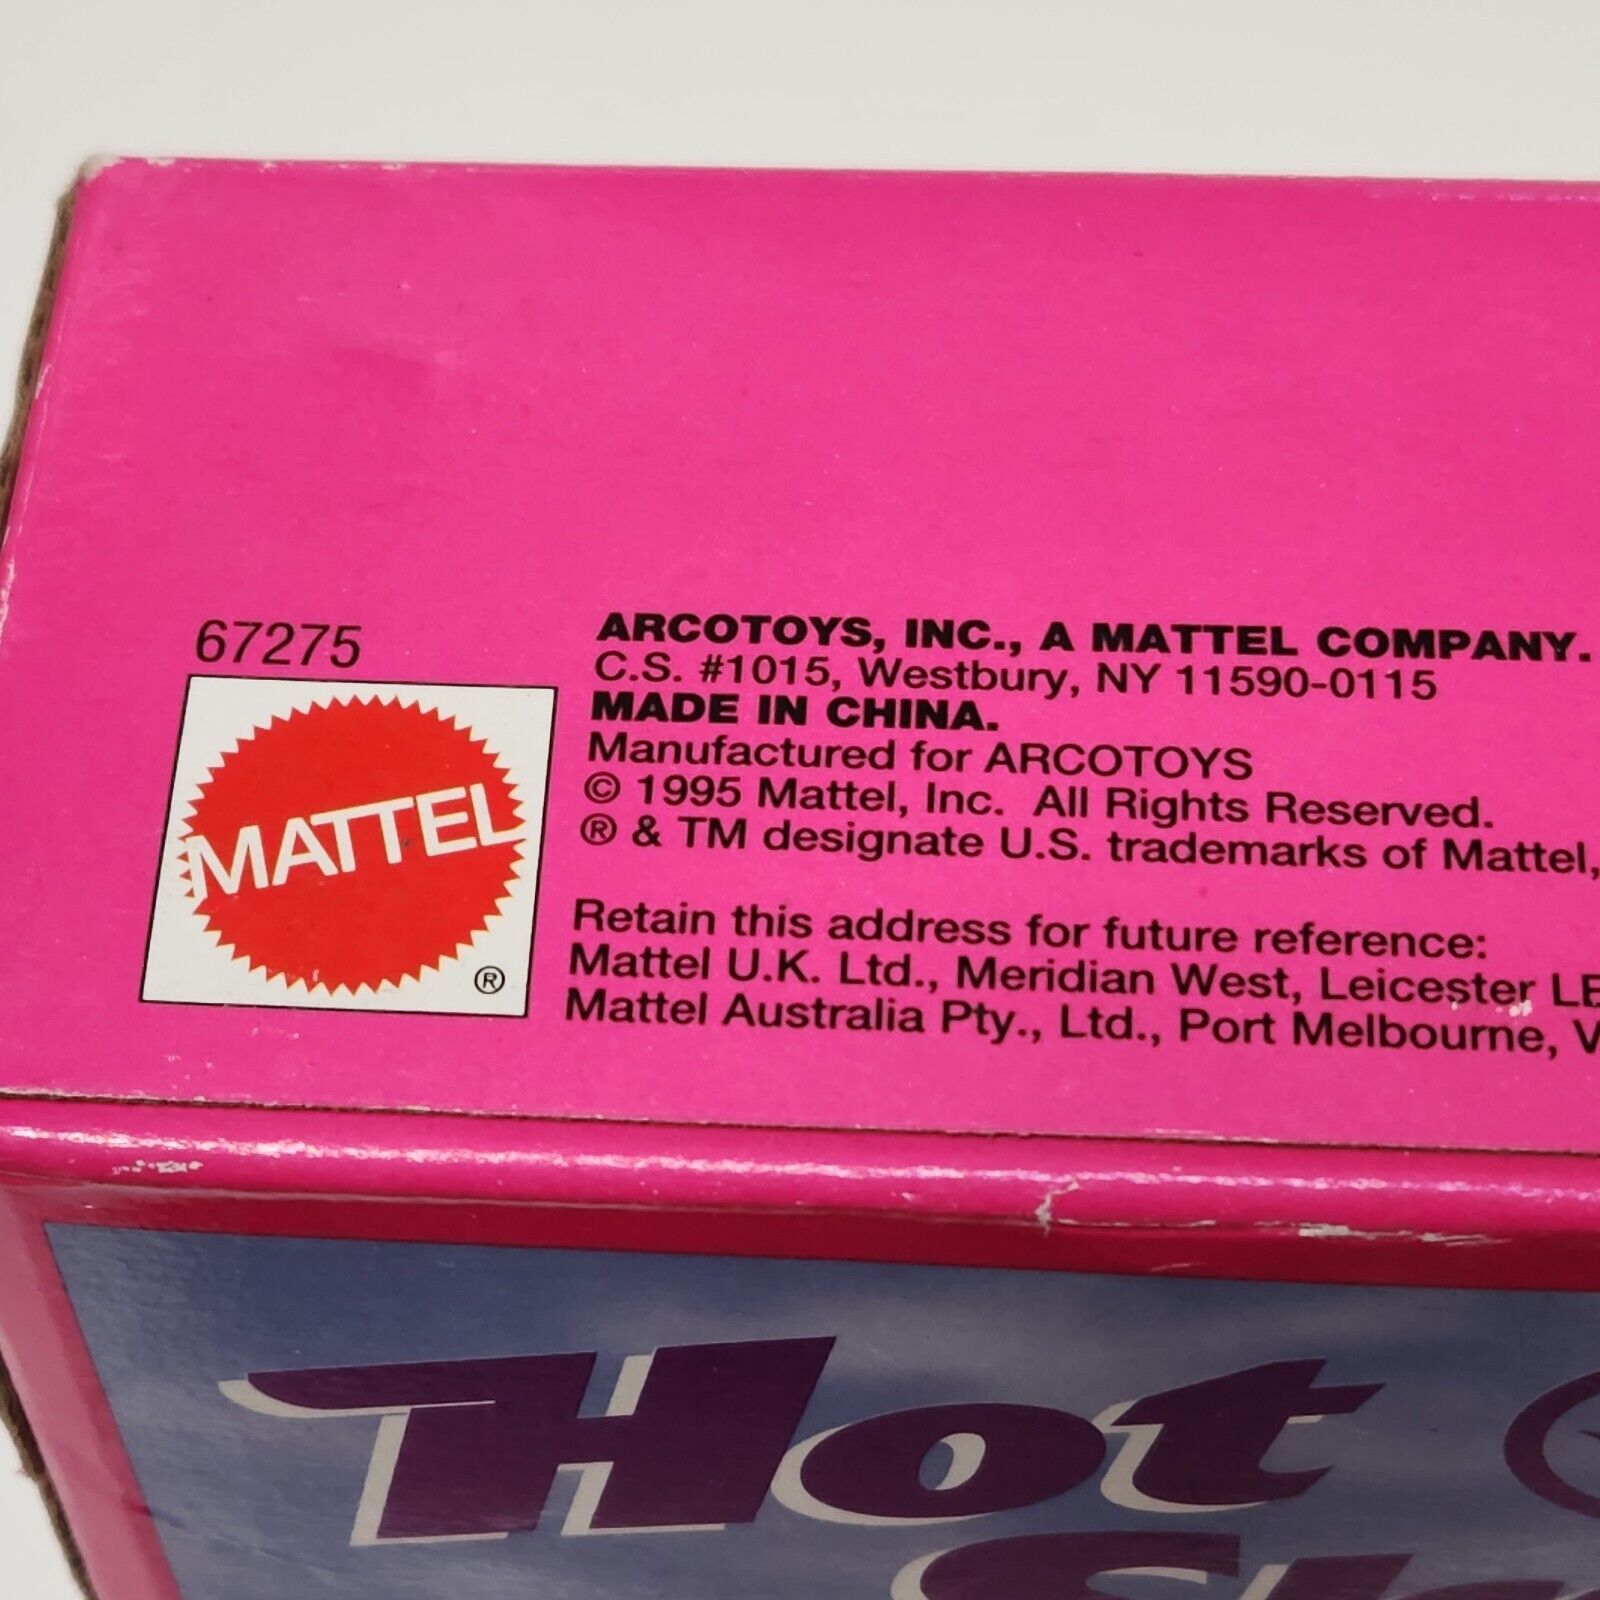 67275
MATTEL
®
ARCOTOYS, INC., A MATTEL COMPANY.
C.S. #1015, Westbury, NY 11590-0115
MADE IN CHINA.
Manufactured for ARCOTOYS
© 1995 Mattel, Inc. All Rights Reserved.
® & TM designate U.S. trademarks of Mattel,
Retain this address for future reference:
Mattel U.K. Ltd., Meridian West, Leicester LE
Mattel Australia Pty., Ltd., Port Melbourne, V
Hot